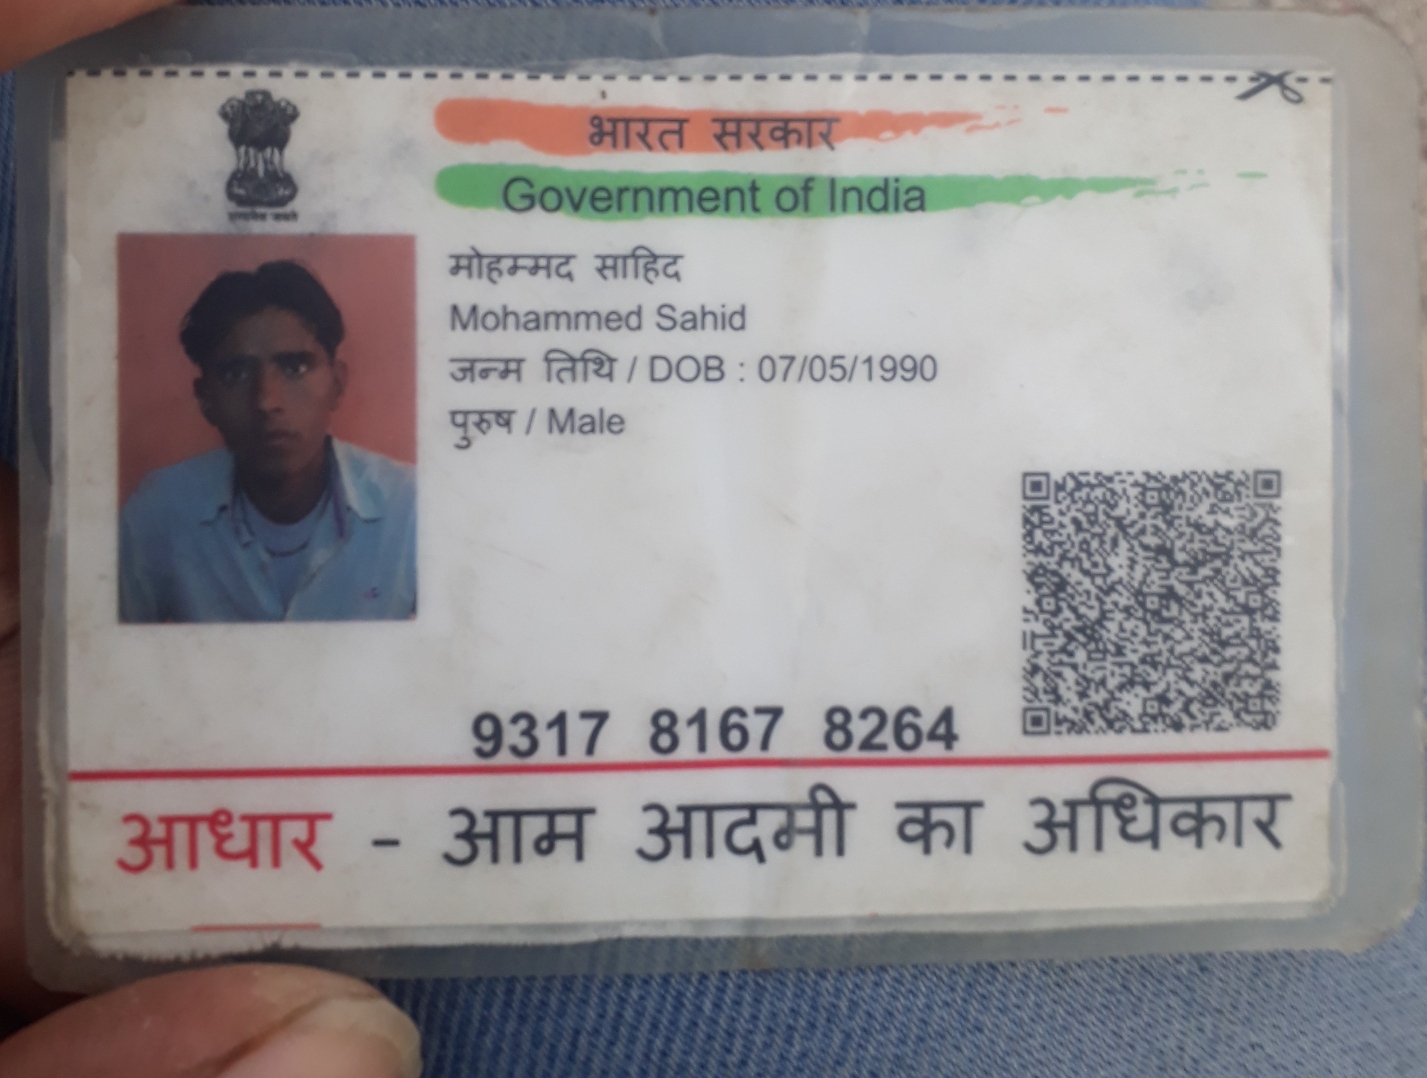 भारत सरकार
Government of India
मोहम्मद साहिद
Mohammed Sahid
जन्म तिथि / DOB : 07/05/1990
पुरुष / Male
9317 8167 8264
आधार - आम आदमी का अधिकार